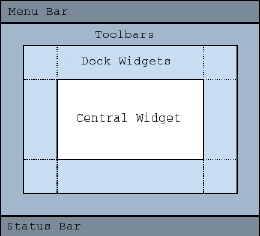 Menu Bar
Toolbars
Dock Widgets
Central Widget
Status Bar